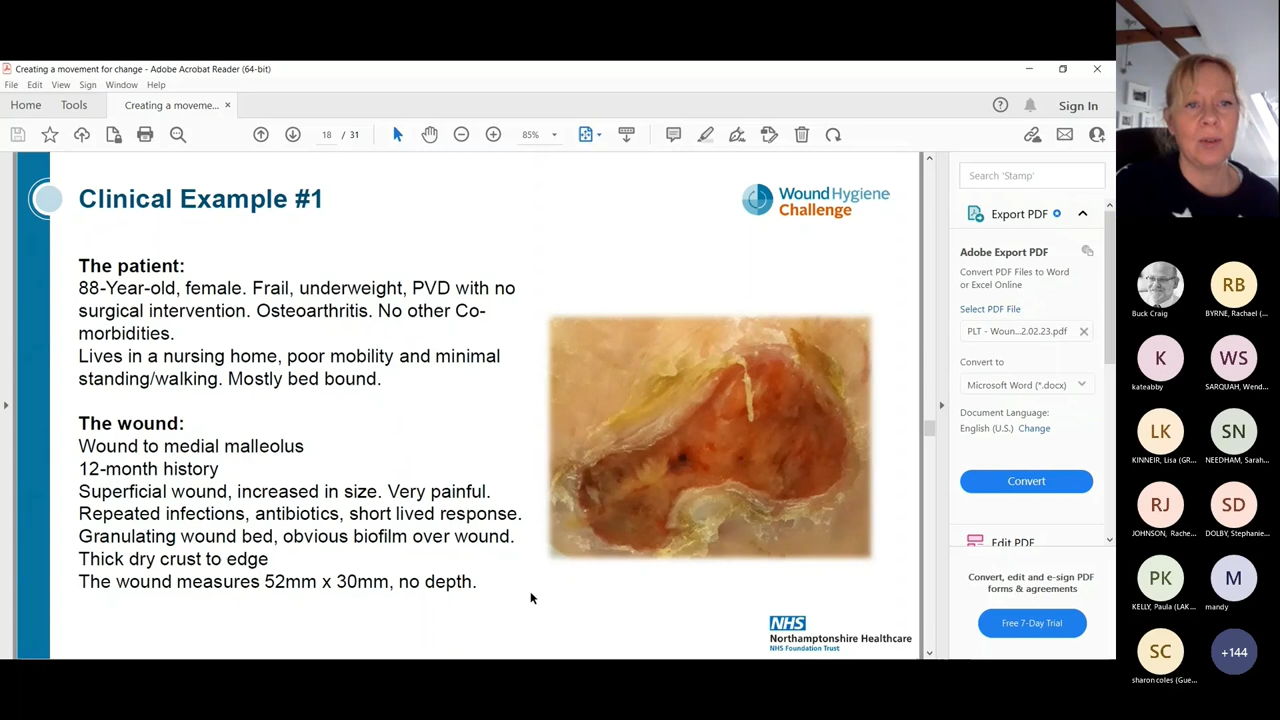 Creating a movement for change - Adobe Acrobat Reader (64-bit)
File Edit View Sign Window Help
Home Tools Creating a moveme... × Sign In
18 / 31 85%
Clinical Example #1
WoundHygiene
Challenge
The patient:
88-Year-old, female. Frail, underweight, PVD with no
surgical intervention. Osteoarthritis. No other Co-
morbidities.
Lives in a nursing home, poor mobility and minimal
standing/walking. Mostly bed bound.
The wound:
Wound to medial malleolus
12-month history
Superficial wound, increased in size. Very painful.
Repeated infections, antibiotics, short lived response.
Granulating wound bed, obvious biofilm over wound.
Thick dry crust to edge
The wound measures 52mm x 30mm, no depth.
NHS
Northamptonshire Healthcare
NHS Foundation Trust
Search 'Stamp'
Export PDF
Adobe Export PDF
Convert PDF Files to Word
or Excel Online
Select PDF File
PLT - Woun...2.02.23.pdf
Convert to
Microsoft Word (*.docx)
Document Language:
English (U.S.) Change
Convert
Edit PDF
Convert, edit and e-sign PDF
forms & agreements
Free 7-Day Trial
RB
Buck Craig BYRNE, Rachael (...
K WS
kateabby SARQUAH, Wend...
LK SN
KINNEIR, Lisa (GR... NEEDHAM, Sarah...
RJ SD
JOHNSON, Rache... DOLBY, Stephanie...
PK M
KELLY, Paula (LAK... mandy
SC +144
sharon coles (Gue...